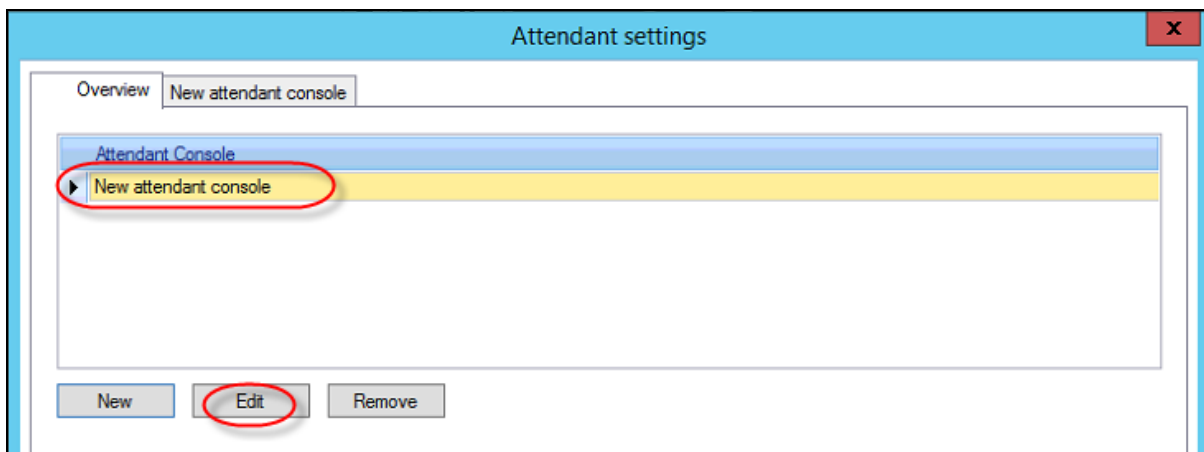 Attendant settings
x
Overview New attendant console
Attendant Console
New attendant console
New Edit Remove